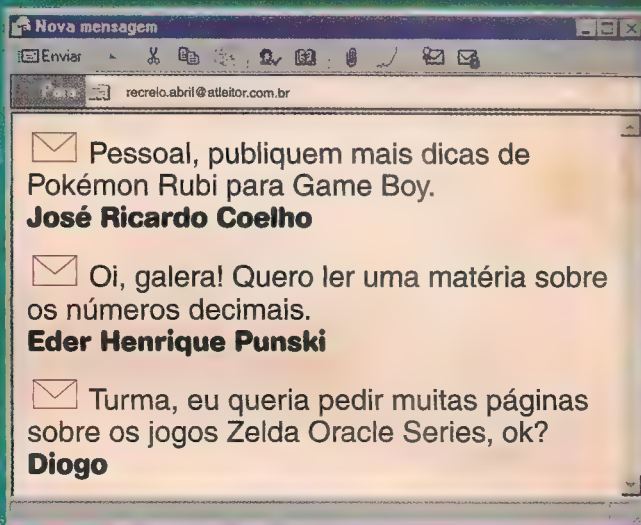 Nova mensagem
Enviar
Para recreio.abril@atleitor.com.br
Pessoal, publiquem mais dicas de
Pokémon Rubi para Game Boy.
José Ricardo Coelho
Oi, galera! Quero ler uma matéria sobre
os números decimais.
Eder Henrique Punski
Turma, eu queria pedir muitas páginas
sobre os jogos Zelda Oracle Series, ok?
Diogo